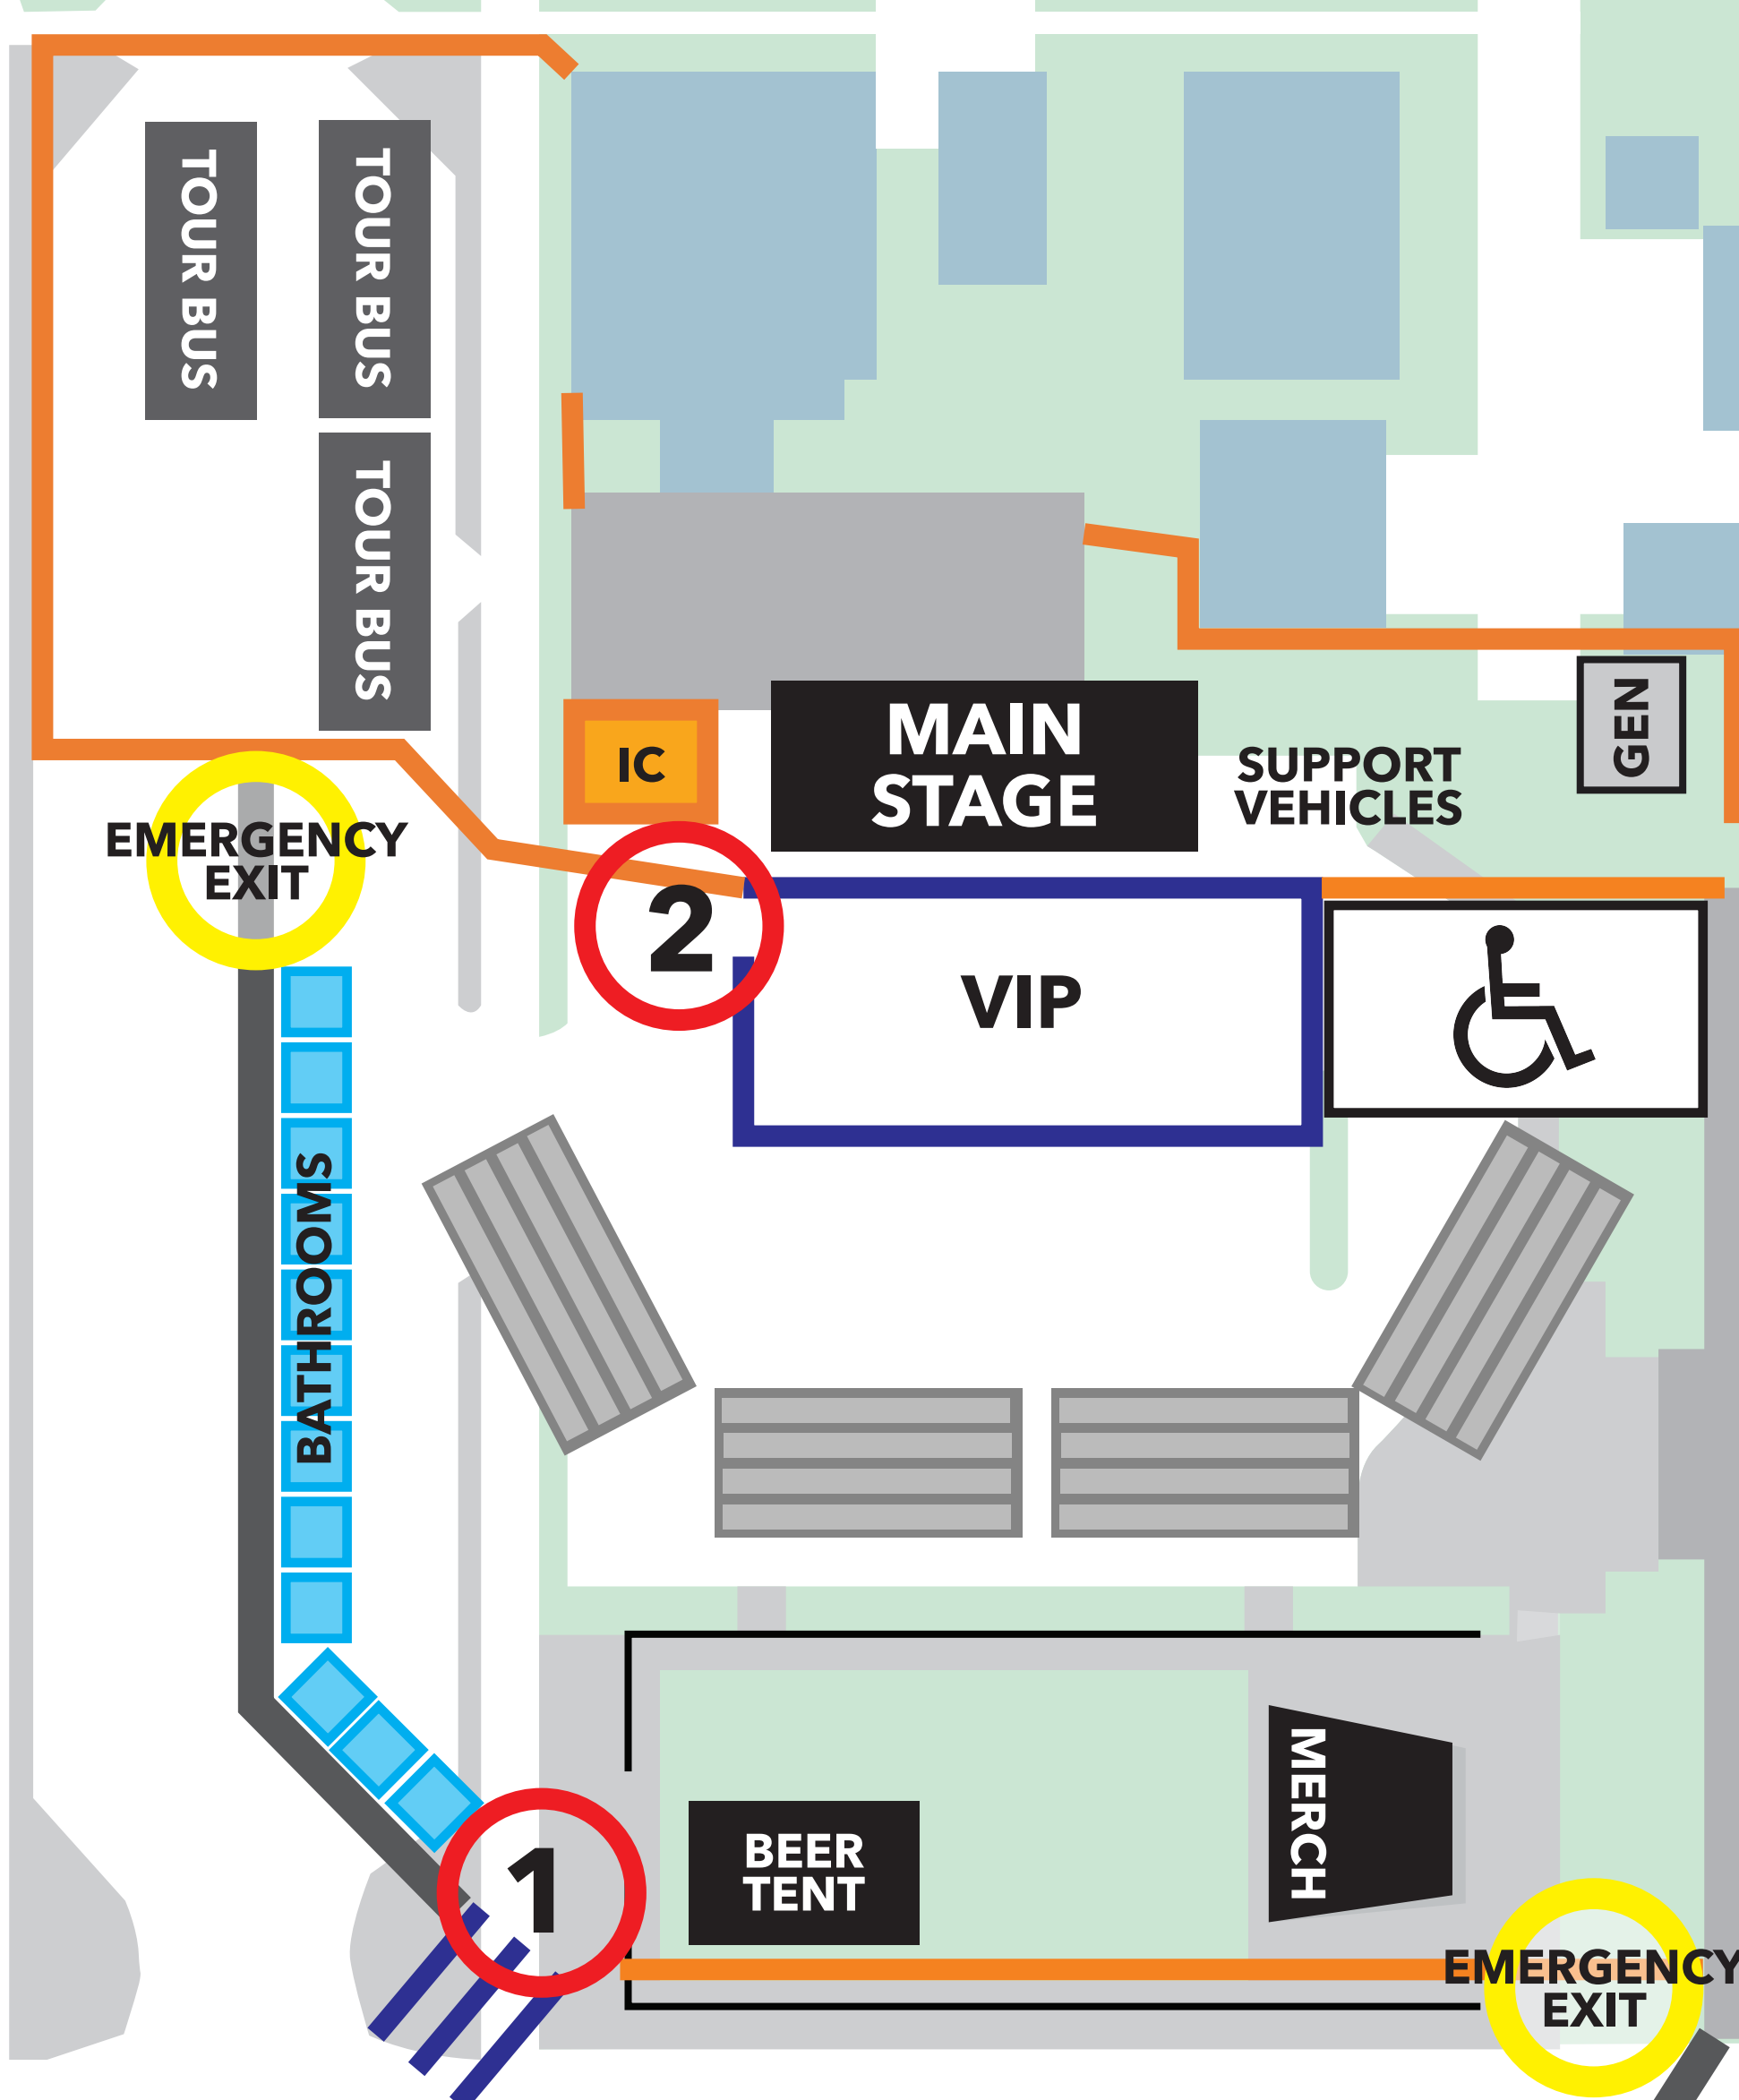 TOUR BUS
TOUR BUS
TOUR BUS
GEN
MAIN
STAGE
IC
SUPPORT
VEHICLES
EMERGENCY
EXIT
2
VIP
BATHROOMS
MERCH
BEER
TENT
1
EMERGENCY
EXIT